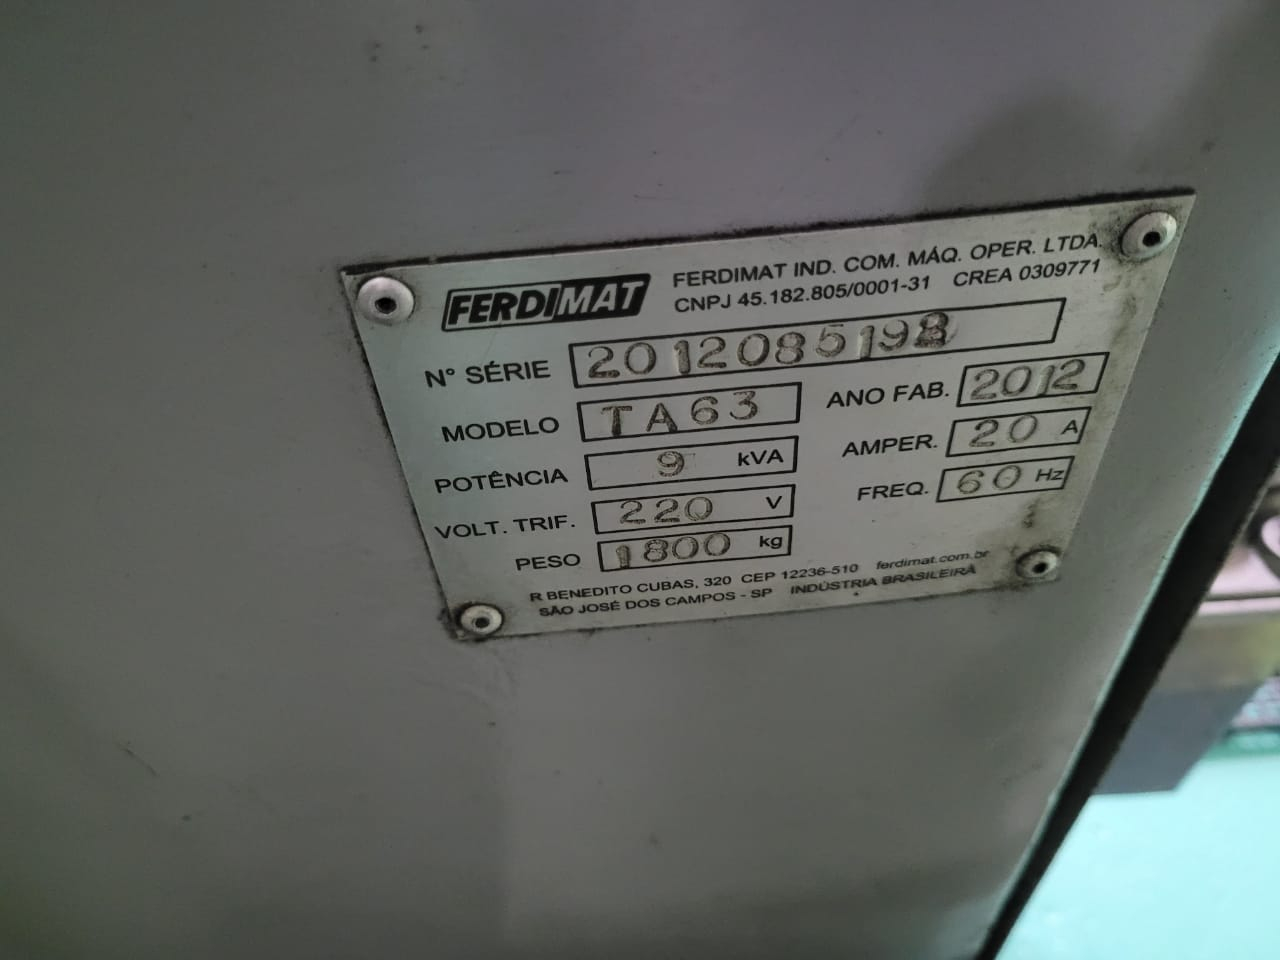 FERDIMAT
FERDIMAT IND. COM. MÁQ. OPER. LTDA.
CNPJ 45.182.805/0001-31 CREA 0309771
N° SÉRIE 2012085198
MODELO TA63 ANO FAB. 2012
POTÊNCIA 9 kVA AMPER. 20 A
VOLT. TRIF. 220 V FREQ. 60 Hz
PESO 1800 kg
R BENEDITO CUBAS, 320 CEP 12236-510 ferdimat.com.br
SÃO JOSÉ DOS CAMPOS - SP INDÚSTRIA BRASILEIRA